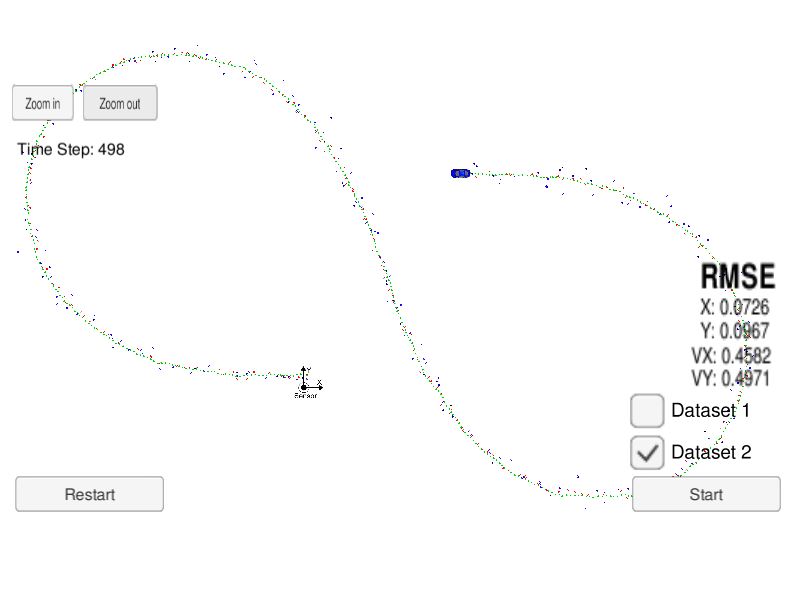 Zoom in
Zoom out
Time Step: 498
RMSE
X: 0.0726
Y: 0.0967
VX: 0.4582
VY: 0.4971
Y
X
Sensor
Dataset 1
Dataset 2
Restart
Start